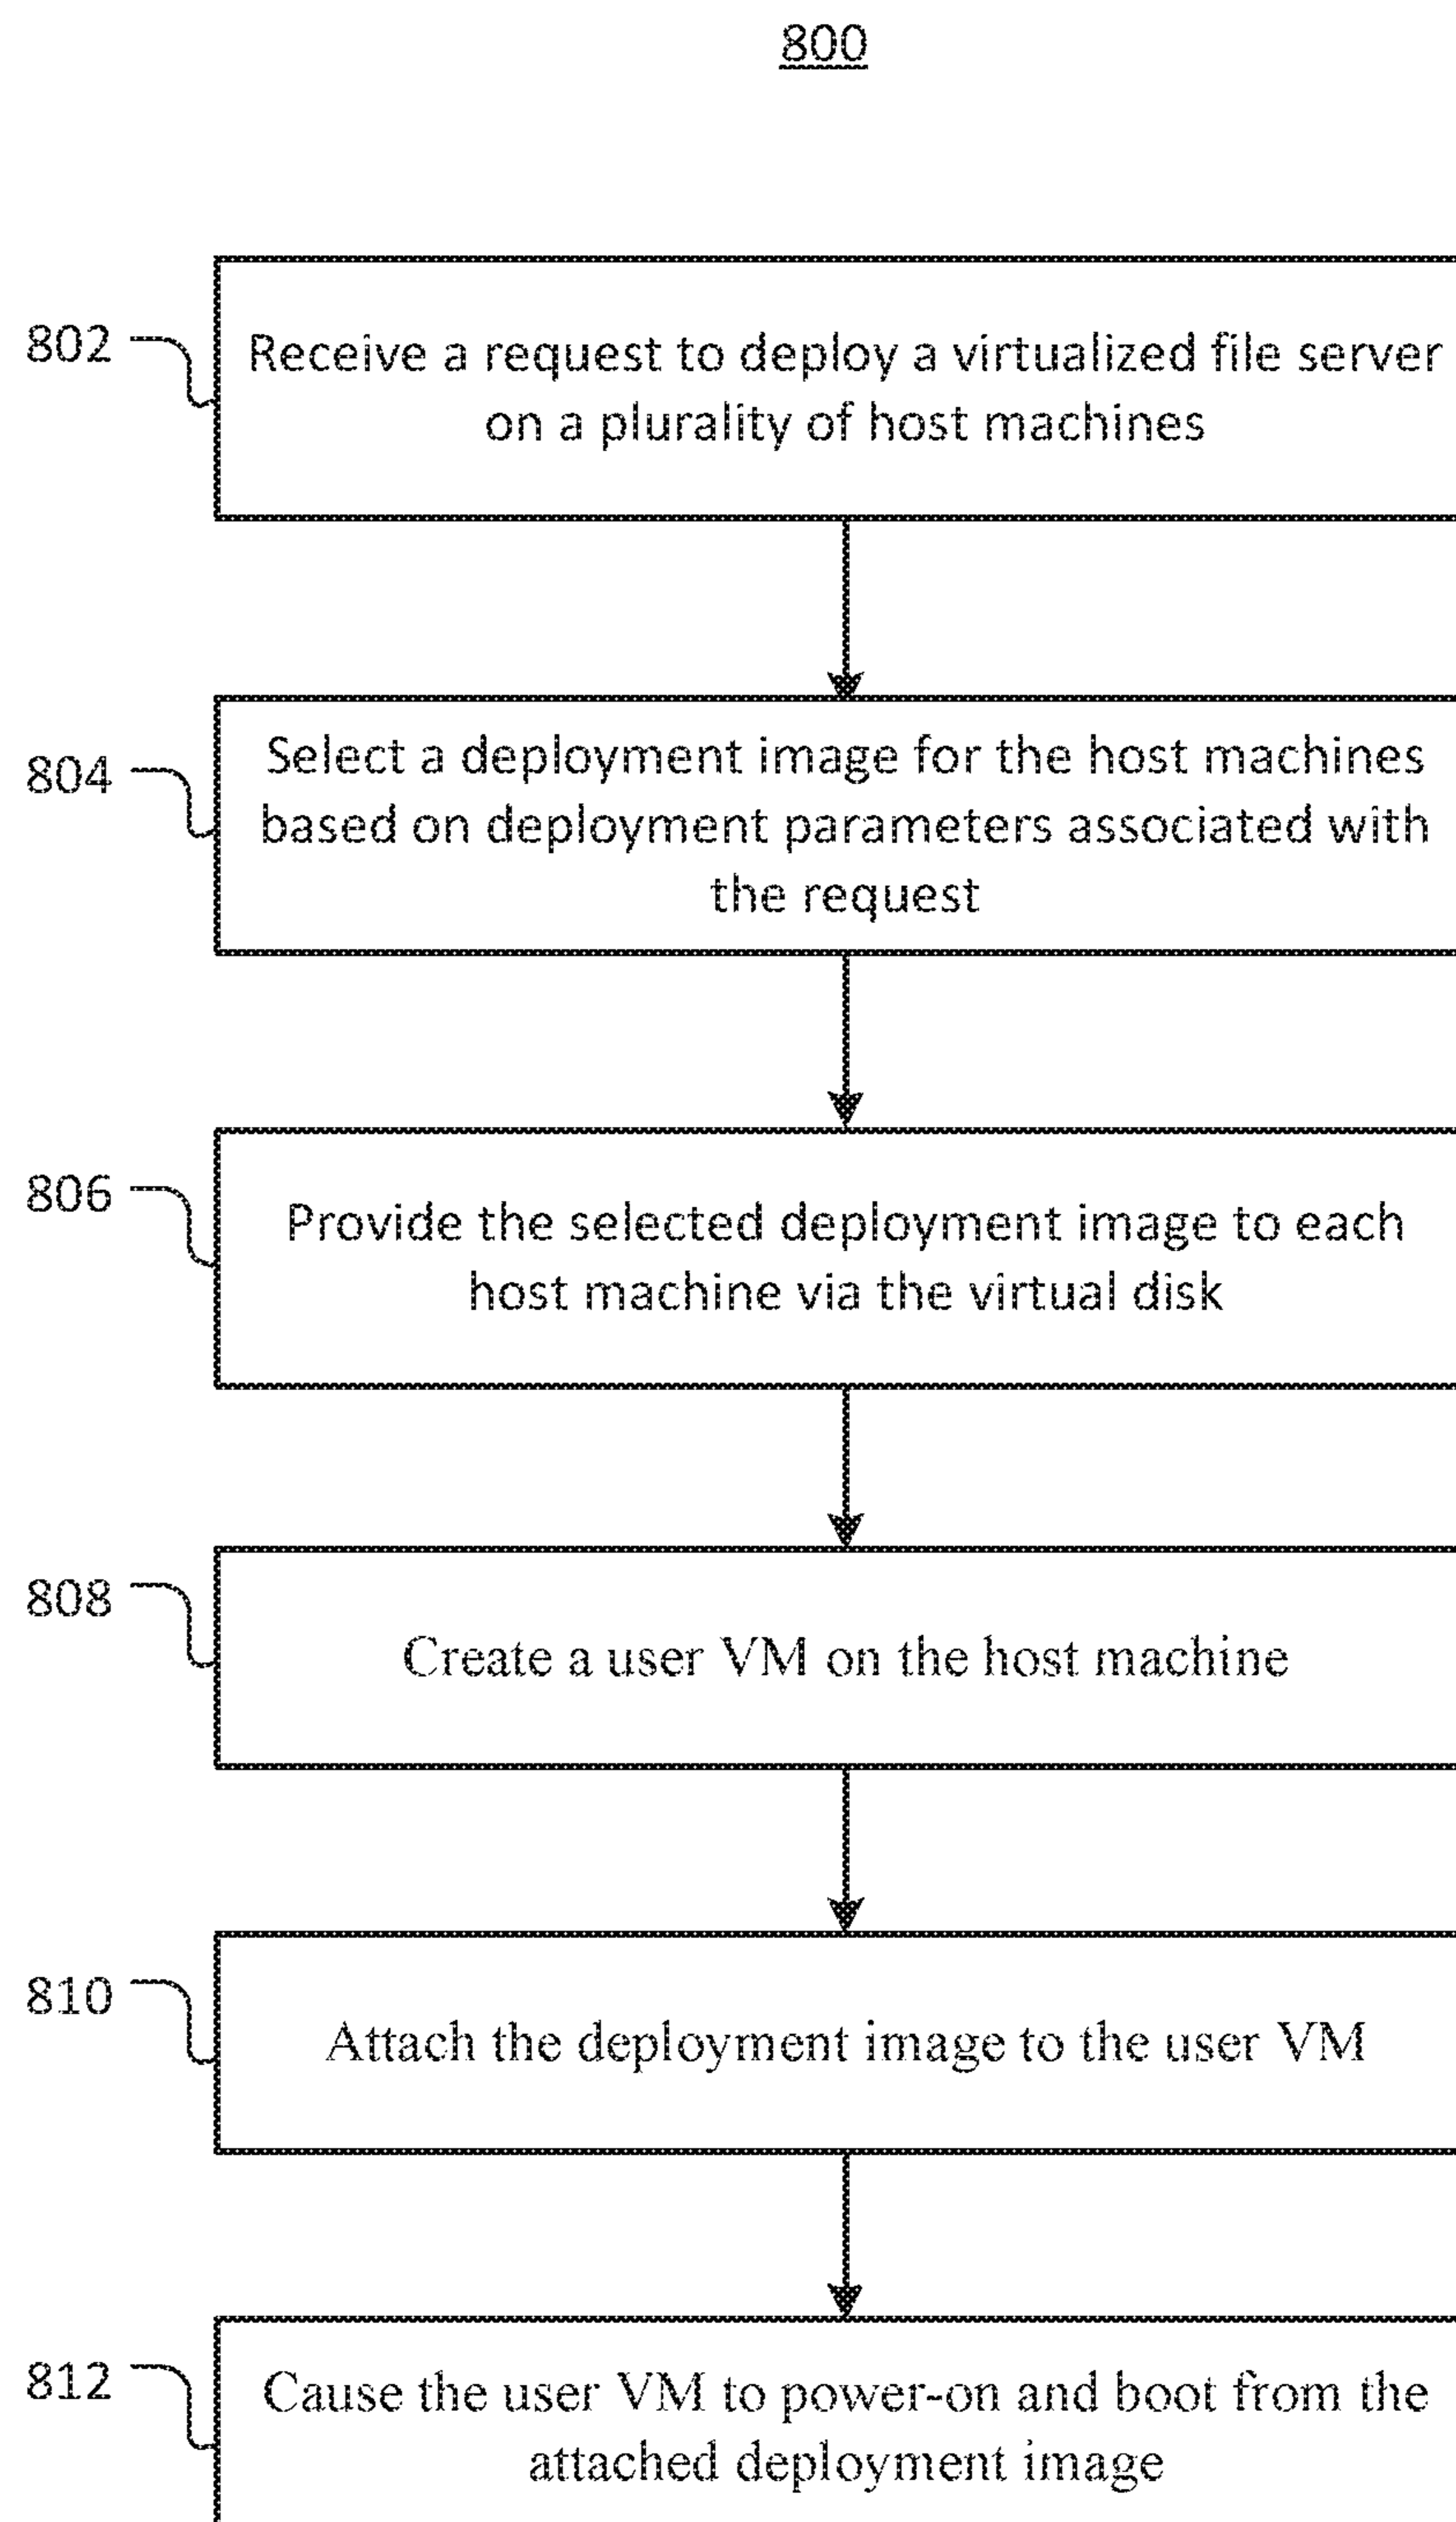 800
802
Receive a request to deploy a virtualized file server
on a plurality of host machines
804
Select a deployment image for the host machines
based on deployment parameters associated with
the request
806
Provide the selected deployment image to each
host machine via the virtual disk
808
Create a user VM on the host machine
810
Attach the deployment image to the user VM
812
Cause the user VM to power-on and boot from the
attached deployment image